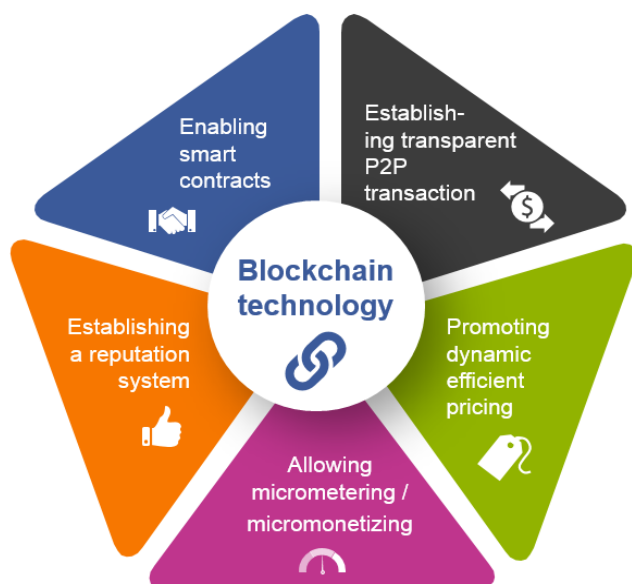 Enabling
smart
contracts
Establish-
ing transparent
P2P
transaction
$
Blockchain
technology
Establishing
a reputation
system
Promoting
dynamic
efficient
pricing
Allowing
micrometering /
micromonetizing